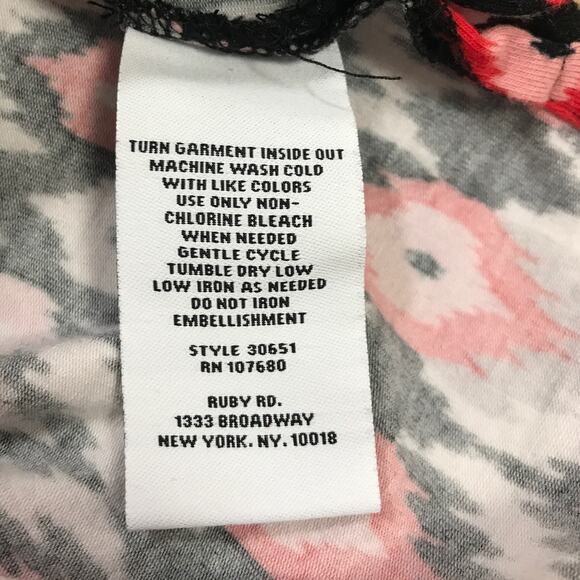 TURN GARMENT INSIDE OUT
MACHINE WASH COLD
WITH LIKE COLORS
USE ONLY NON-
CHLORINE BLEACH
WHEN NEEDED
GENTLE CYCLE
TUMBLE DRY LOW
LOW IRON AS NEEDED
DO NOT IRON
EMBELLISHMENT
STYLE 30651
RN 107680
RUBY RD.
1333 BROADWAY
NEW YORK. NY. 10018